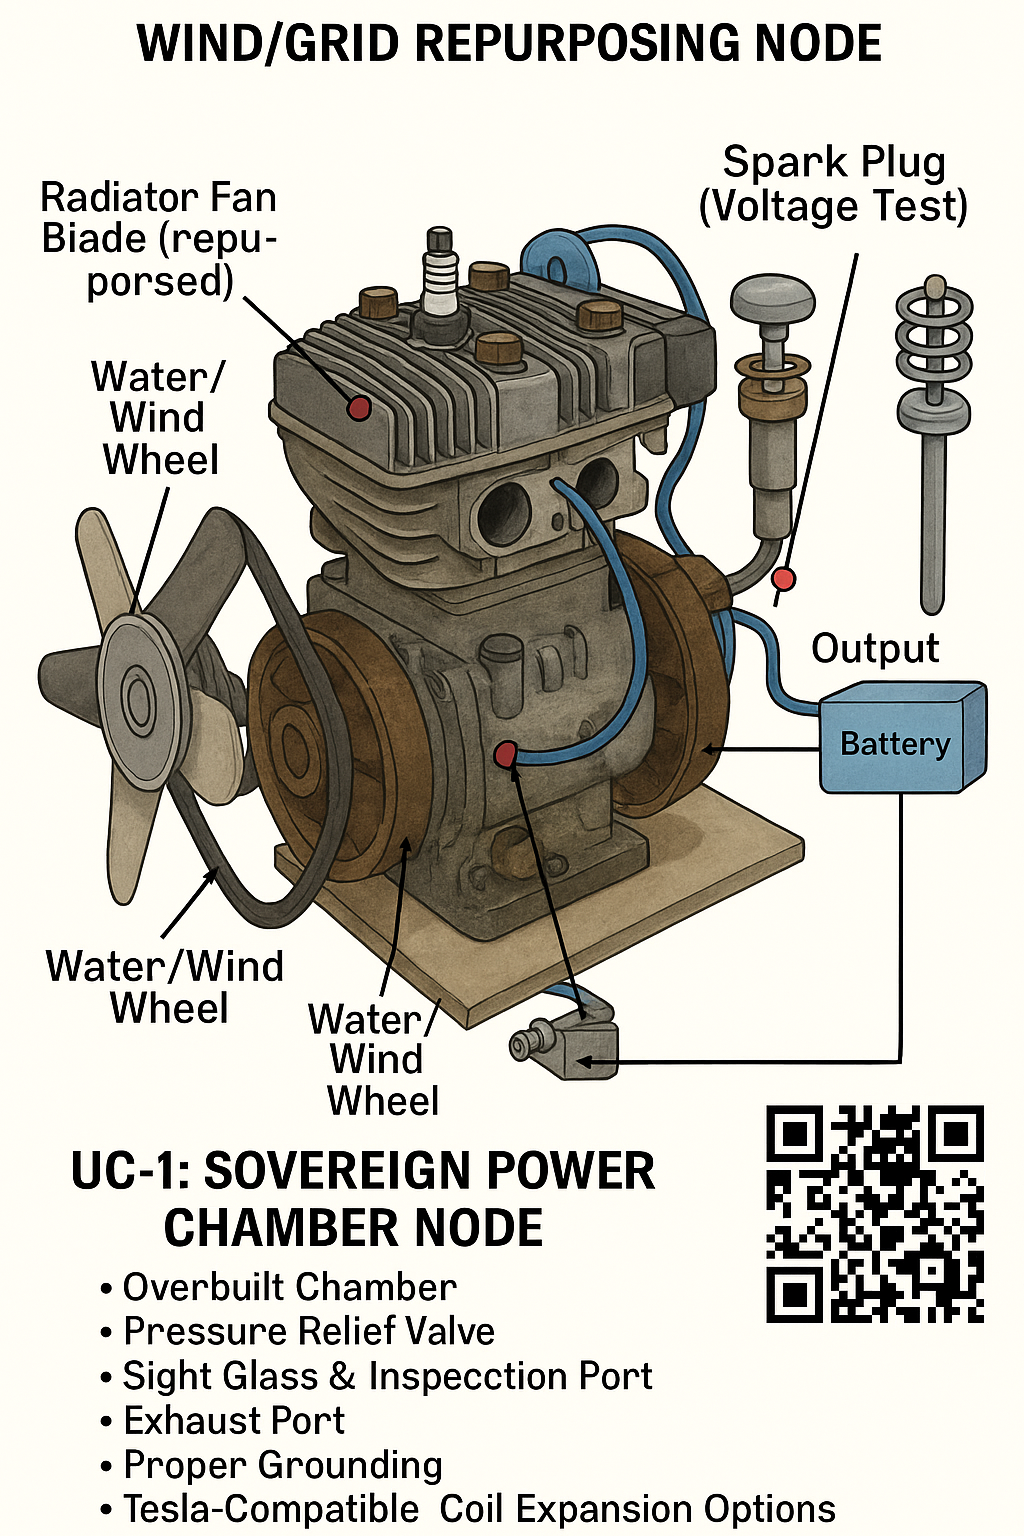 WIND/GRID REPURPOSING NODE
Spark Plug
(Voltage Test)
Radiator Fan
Biade (repu-
porsed)
Water/
Wind
Wheel
Output
Battery
Water/Wind
Wheel
Water/
Wind
Wheel
UC-1: SOVEREIGN POWER
CHAMBER NODE
• Overbuilt Chamber
• Pressure Relief Valve
• Sight Glass & Inspecction Port
• Exhaust Port
• Proper Grounding
• Tesla-Compatible Coil Expansion Options